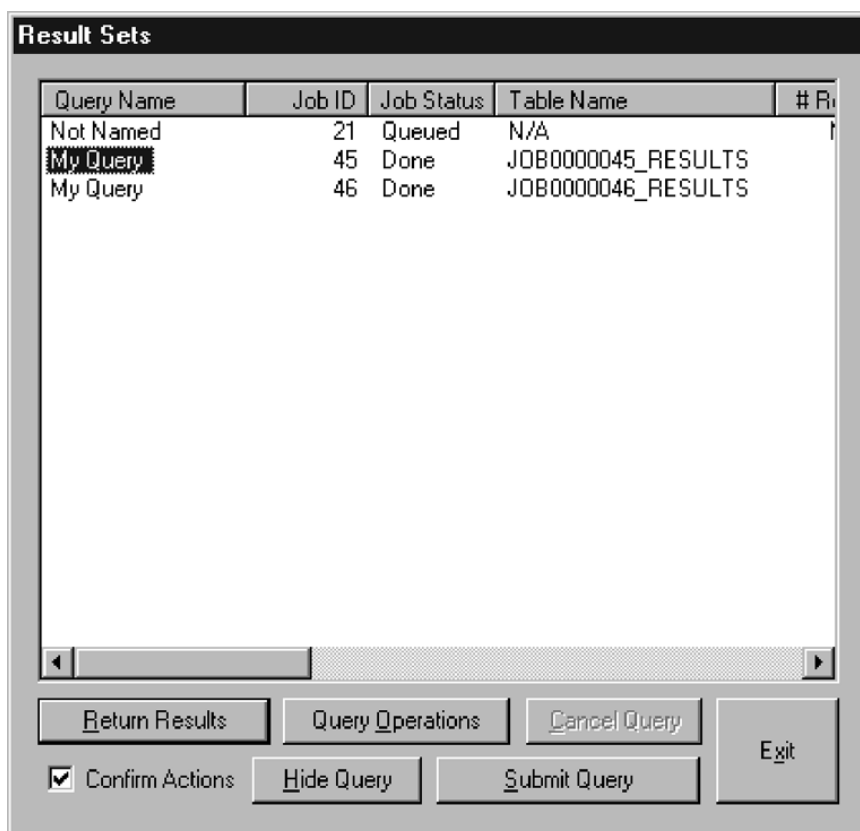 Result Sets
Query Name Job ID Job Status Table Name
Not Named 21 Queued N/A
My Query 45 Done JOB0000045_RESULTS
My Query 46 Done JOB0000046_RESULTS
Return Results Query Operations Cancel Query
Exit
Confirm Actions Hide Query Submit Query